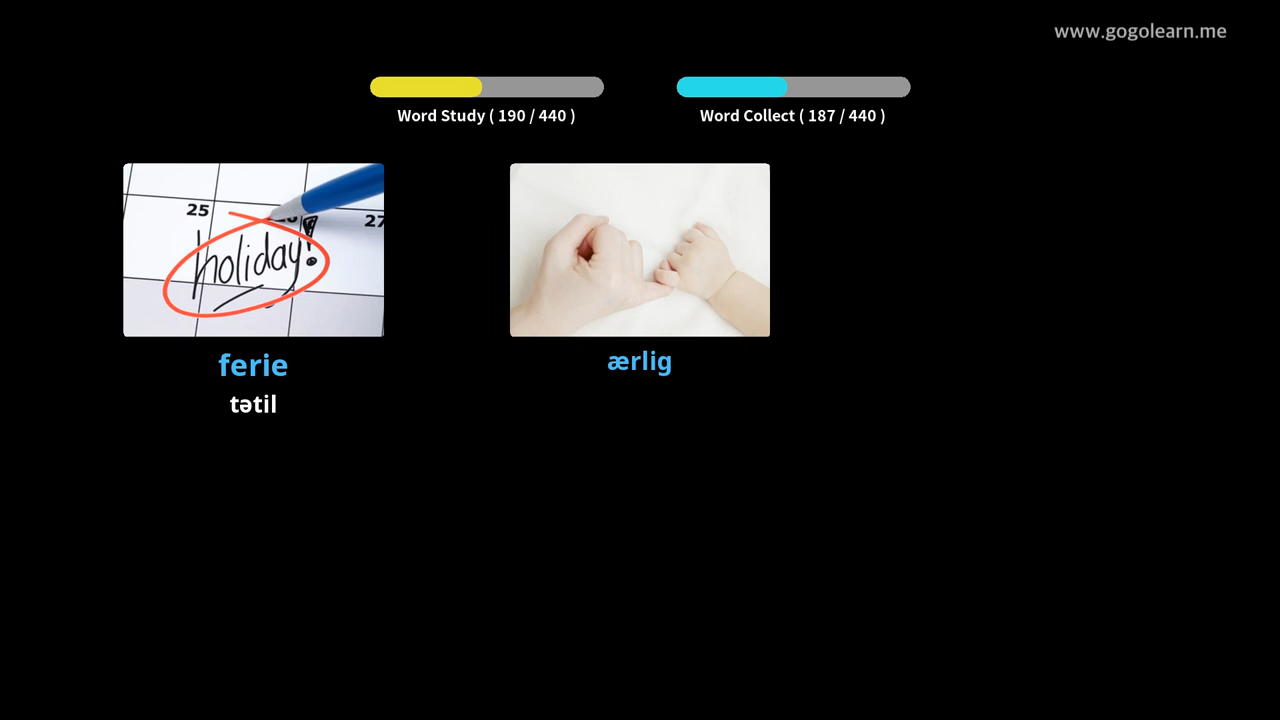 www.gogolearn.me
Word Study ( 190 / 440 )
Word Collect ( 187 / 440 )
25
27
holiday!
ferie
tətil
ærlig